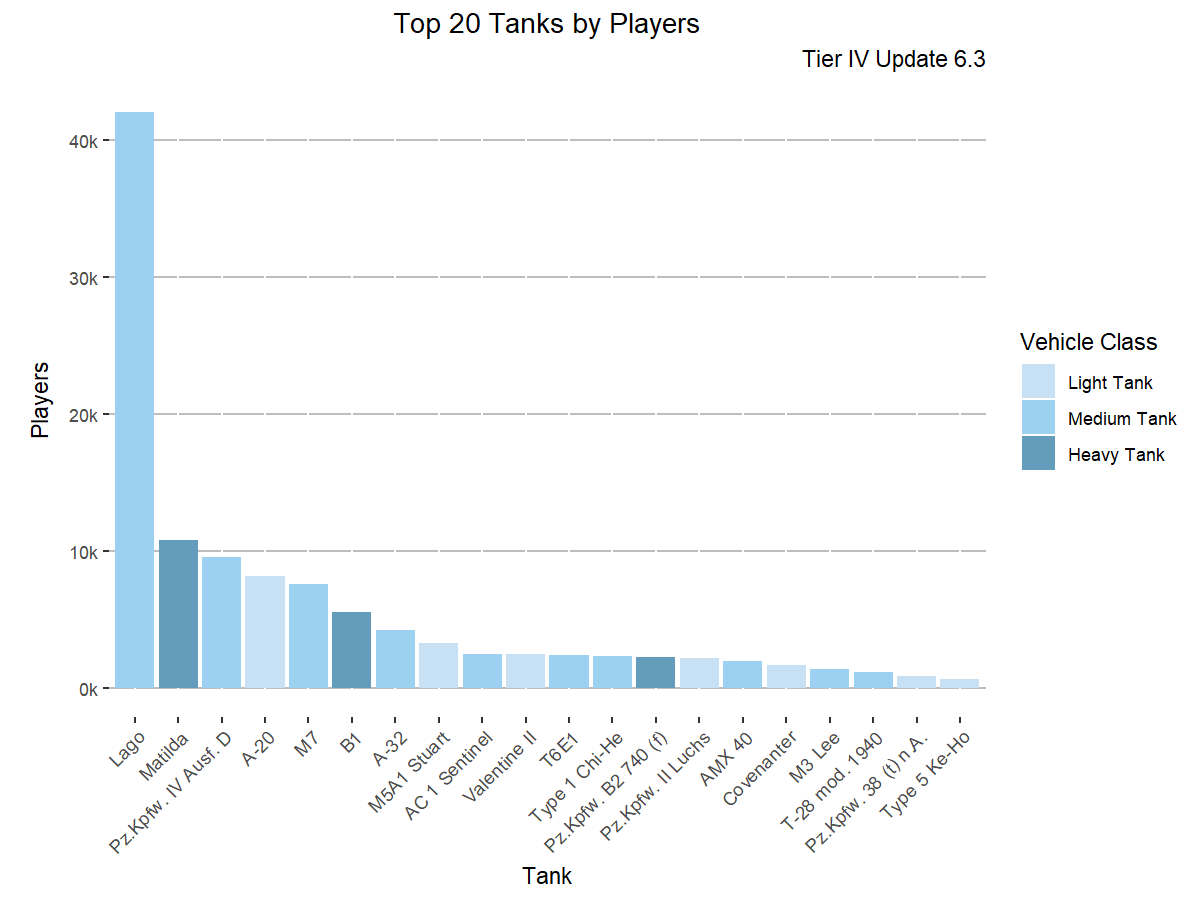 Top 20 Tanks by Players
Tier IV Update 6.3
40k
30k
20k
10k
0k
Players
Lago
Matilda
Pz.Kpfw. IV Ausf. D
A-20
M7
B1
A-32
M5A1 Stuart
AC 1 Sentinel
Valentine II
T6E1
Type 1 Chi-He
Pz.Kpfw. B2 740 (f)
Pz.Kpfw. II Luchs
AMX 40
Covenanter
M3 Lee
T-28 mod. 1940
Pz.Kpfw. 38 (t) n.A.
Type 5 Ke-Ho
Tank
Vehicle Class
Light Tank
Medium Tank
Heavy Tank